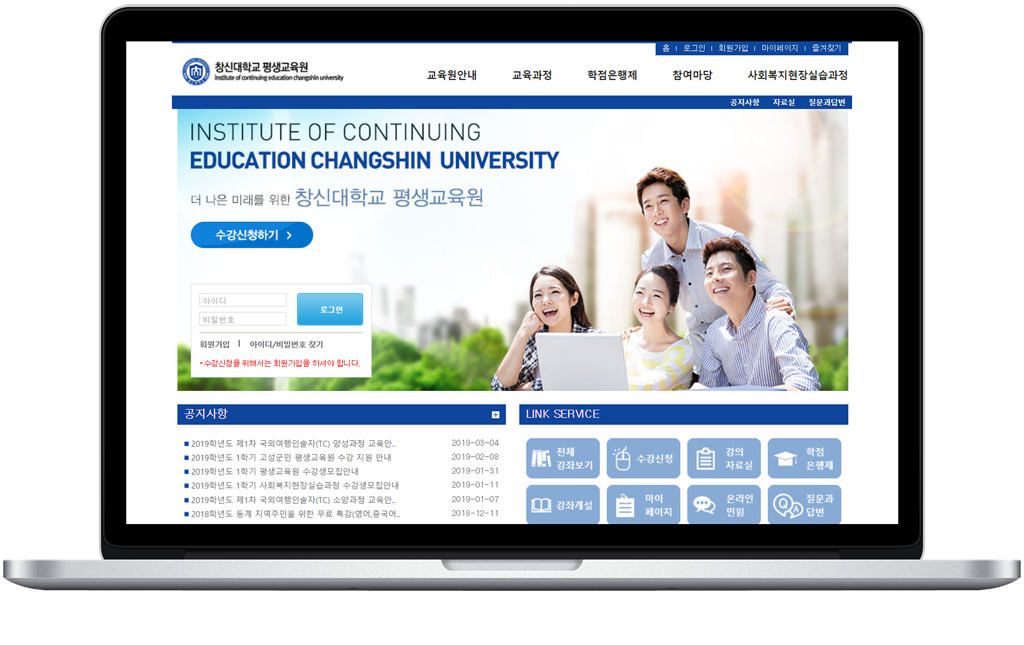 홈 | 로그인 | 회원가입 | 마이페이지 | 즐겨찾기
창신대학교 평생교육원
institute of continuing education changshin university
교육원안내 교육과정 학점은행제 참여마당 사회복지현장실습과정
공지사항 자료실 질문과답변
INSTITUTE OF CONTINUING
EDUCATION CHANGSHIN UNIVERSITY
더 나은 미래를 위한 창신대학교 평생교육원
수강신청하기 >
아이디
비밀번호
로그인
회원가입 | 아이디/비밀번호 찾기
*수강신청을 위해서는 회원가입을 하셔야 합니다.
공지사항
2019학년도 제1차 국외여행인솔자(TC) 양성과정 교육안.. 2019-03-04
2019학년도 1학기 고성군민 평생교육원 수강 지원 안내 2019-02-08
2019학년도 1학기 평생교육원 수강생모집안내 2019-01-31
2019학년도 1학기 사회복지현장실습과정 수강생모집안내 2019-01-11
2019학년도 제1차 국외여행인솔자(TC) 소양과정 교육안.. 2019-01-07
2018학년도 동계 지역주민을 위한 무료 특강(영어,중국어.. 2018-12-11
LINK SERVICE
전체
강좌보기
수강신청
강의
자료실
학점
은행제
강좌개설
마이
페이지
온라인
민원
Q A
질문과
답변